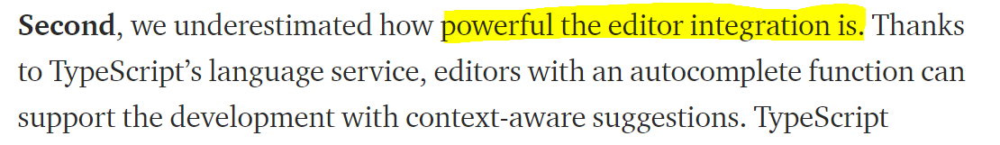 Second, we underestimated how powerful the editor integration is. Thanks
to TypeScript’s language service, editors with an autocomplete function can
support the development with context-aware suggestions. TypeScript